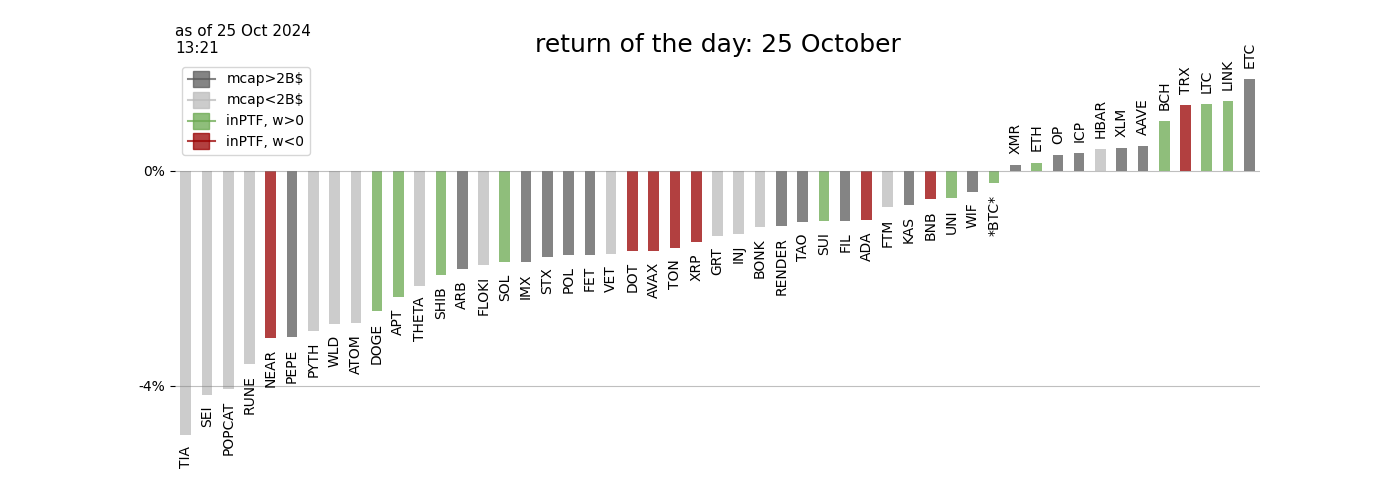 as of 25 Oct 2024
13:21
return of the day: 25 October
mcap>2B$
mcap<2B$
inPTF, w>0
inPTF, w<0
0%
-4%
TIA
SEI
POPCAT
RUNE
NEAR
PEPE
PYTH
WLD
ATOM
DOGE
APT
THETA
SHIB
ARB
FLOKI
SOL
IMX
STX
POL
FET
VET
DOT
AVAX
TON
XRP
GRT
INJ
BONK
RENDER
TAO
SUI
FIL
ADA
FTM
KAS
BNB
UNI
WIF
*BTC*
XMR
ETH
OP
ICP
HBAR
XLM
AAVE
BCH
TRX
LTC
LINK
ETC